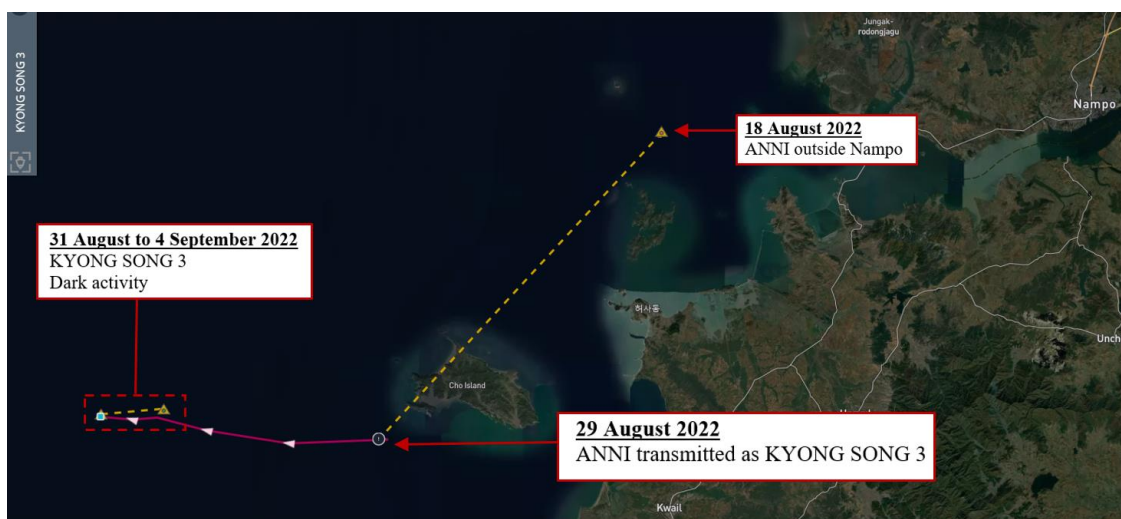 KYONG SONG 3
Jungak-
rodongjagu
Nampo
18 August 2022
ANNI outside Nampo
31 August to 4 September 2022
KYONG SONG 3
Dark activity
허사동
Unch
Cho Island
29 August 2022
ANNI transmitted as KYONG SONG 3
Kwail